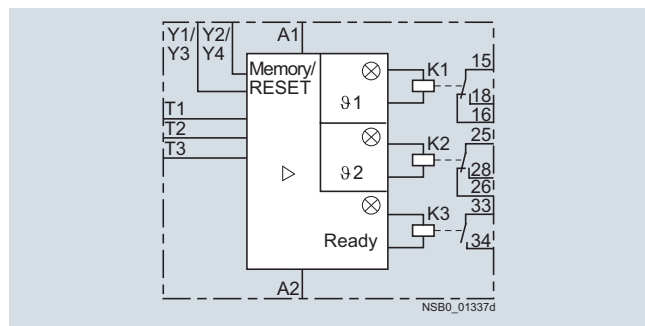 Y1/ Y2/ A1
Y3 Y4
Memory/
RESET
K1 15
ϑ1
18
16
T1
T2
T3
K2 25
ϑ2
28
26
K3 33
Ready
34
A2
NSB0_01337d